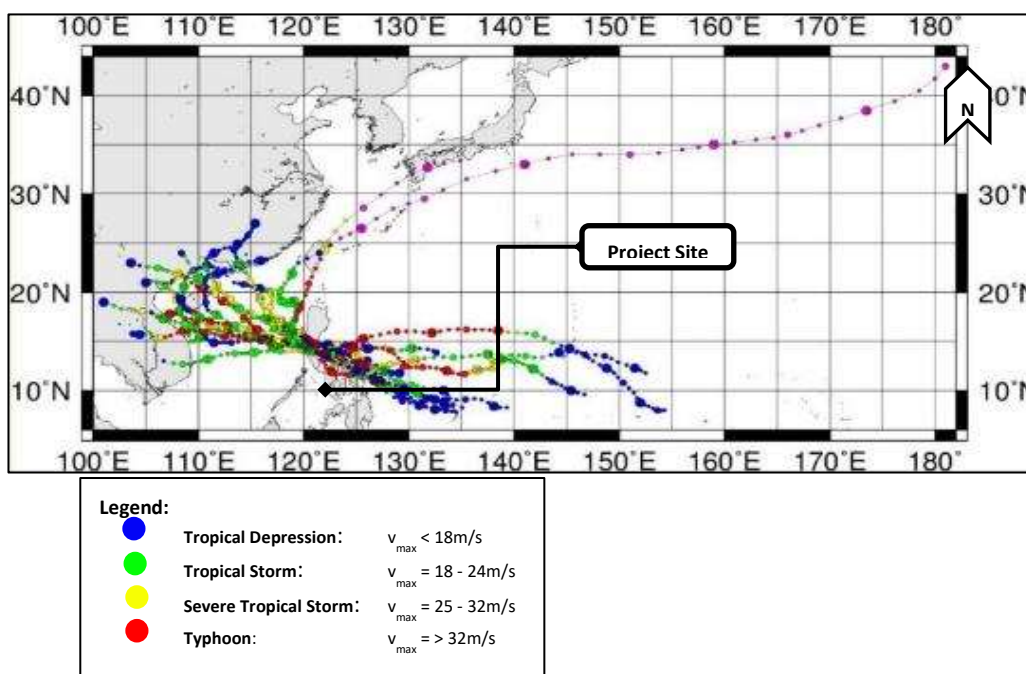 100˚E 110˚E 120˚E 130˚E 140˚E 150˚E 160˚E 170˚E 180˚
40˚N 0˚N
N
30˚N 30˚N
Project Site
20˚N 20˚N
10˚N 10˚N
100˚E 110˚E 120˚E 130˚E 140˚E 150˚E 160˚E 170˚E 180˚
Legend:
Tropical Depression: vmax < 18m/s
Tropical Storm: vmax = 18 - 24m/s
Severe Tropical Storm: vmax = 25 - 32m/s
Typhoon: vmax = > 32m/s